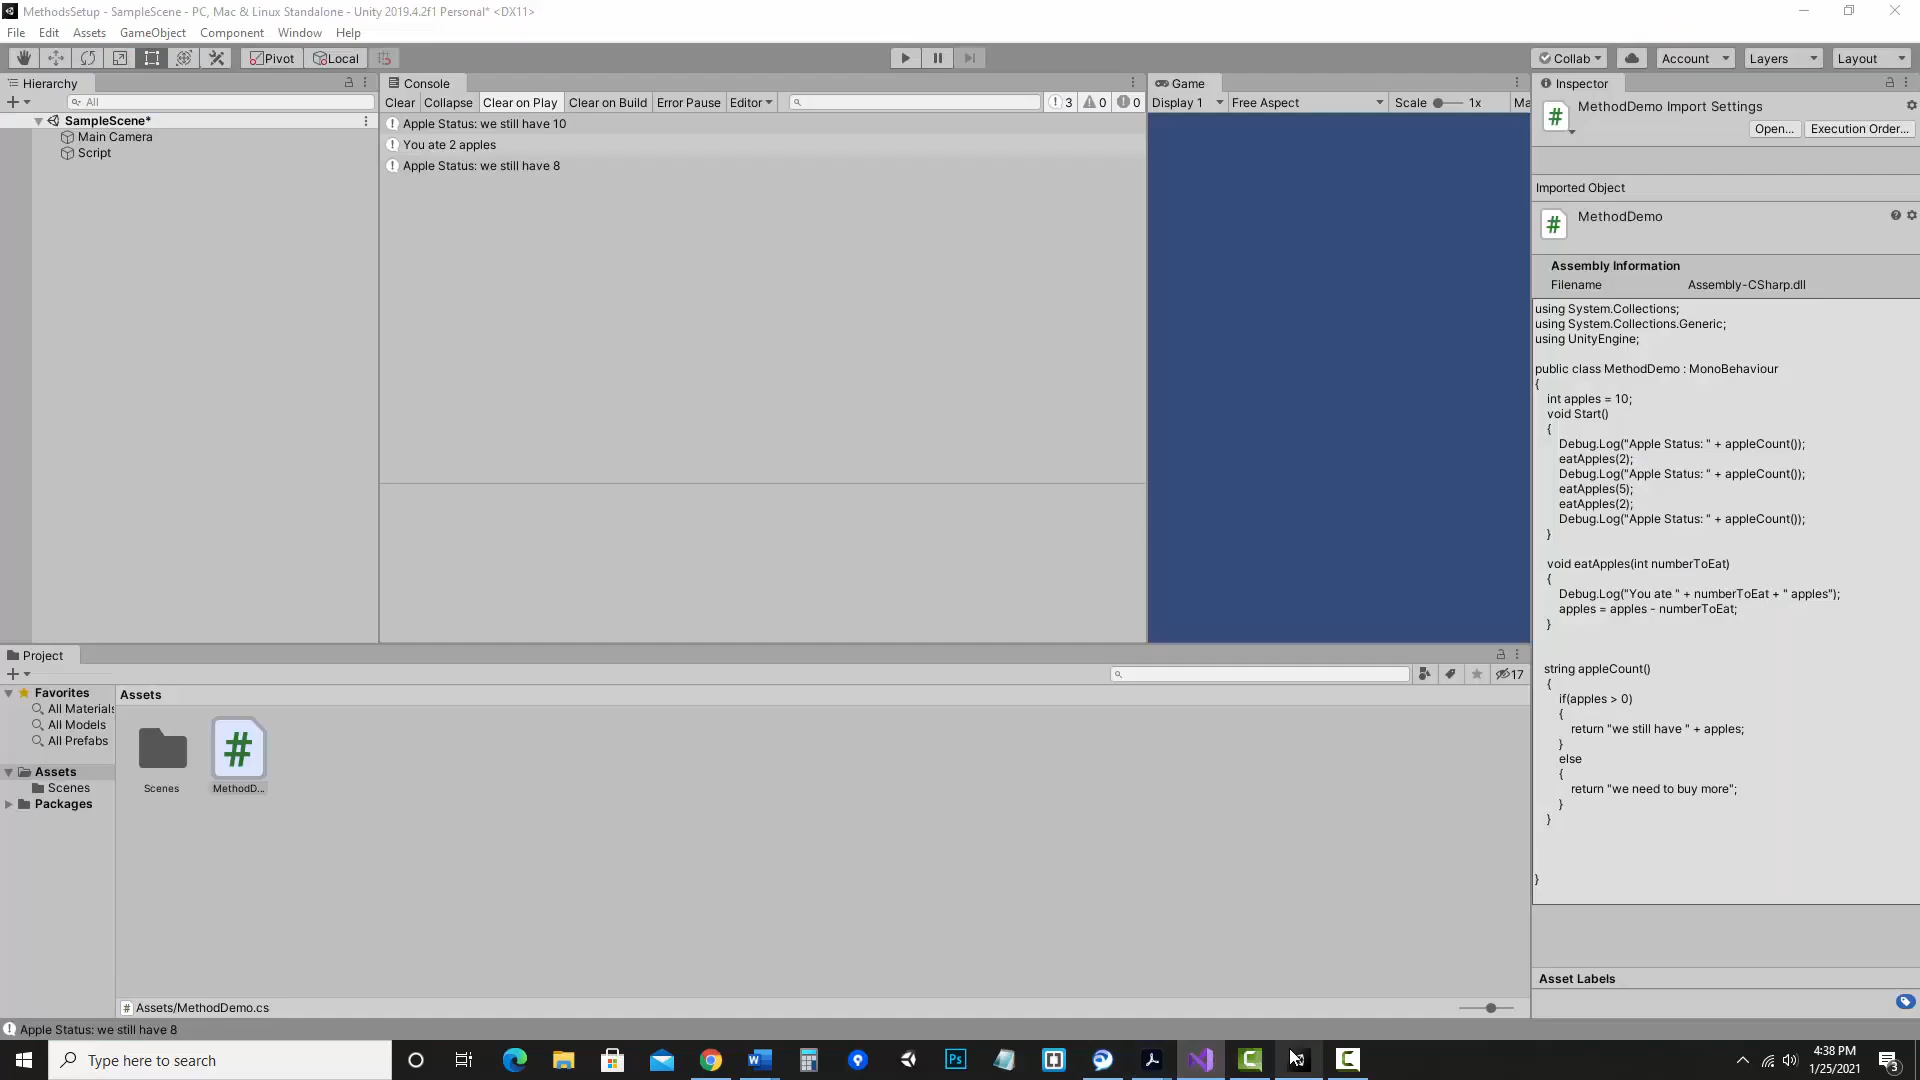 MethodsSetup - SampleScene - PC, Mac & Linux Standalone - Unity 2019.4.2f1 Personal* <DX11>
File Edit Assets GameObject Component Window Help
Pivot Local Collab Account Layers Layout
Hierarchy
All
SampleScene*
Main Camera
Script
Console
Clear Collapse Clear on Play Clear on Build Error Pause Editor 3 0 0
Apple Status: we still have 10
You ate 2 apples
Apple Status: we still have 8
Game
Display 1 Free Aspect Scale 1x Ma
Inspector
MethodDemo Import Settings
Open... Execution Order...
Imported Object
MethodDemo
Assembly Information
Filename Assembly-CSharp.dll
using System.Collections;
using System.Collections.Generic;
using UnityEngine;
public class MethodDemo : MonoBehaviour
{
int apples = 10;
void Start()
{
Debug.Log("Apple Status: " + appleCount());
eatApples(2);
Debug.Log("Apple Status: " + appleCount());
eatApples(5);
eatApples(2);
Debug.Log("Apple Status: " + appleCount());
}
void eatApples(int numberToEat)
{
Debug.Log("You ate " + numberToEat + " apples");
apples = apples - numberToEat;
}
string appleCount()
{
if(apples > 0)
{
return "we still have " + apples;
}
else
{
return "we need to buy more";
}
}
}
Asset Labels
Project
17
Favorites
All Materials
All Models
All Prefabs
Assets
Scenes
Packages
Assets
Scenes
MethodD...
Assets/MethodDemo.cs
Apple Status: we still have 8
Type here to search
4:38 PM
1/25/2021
3